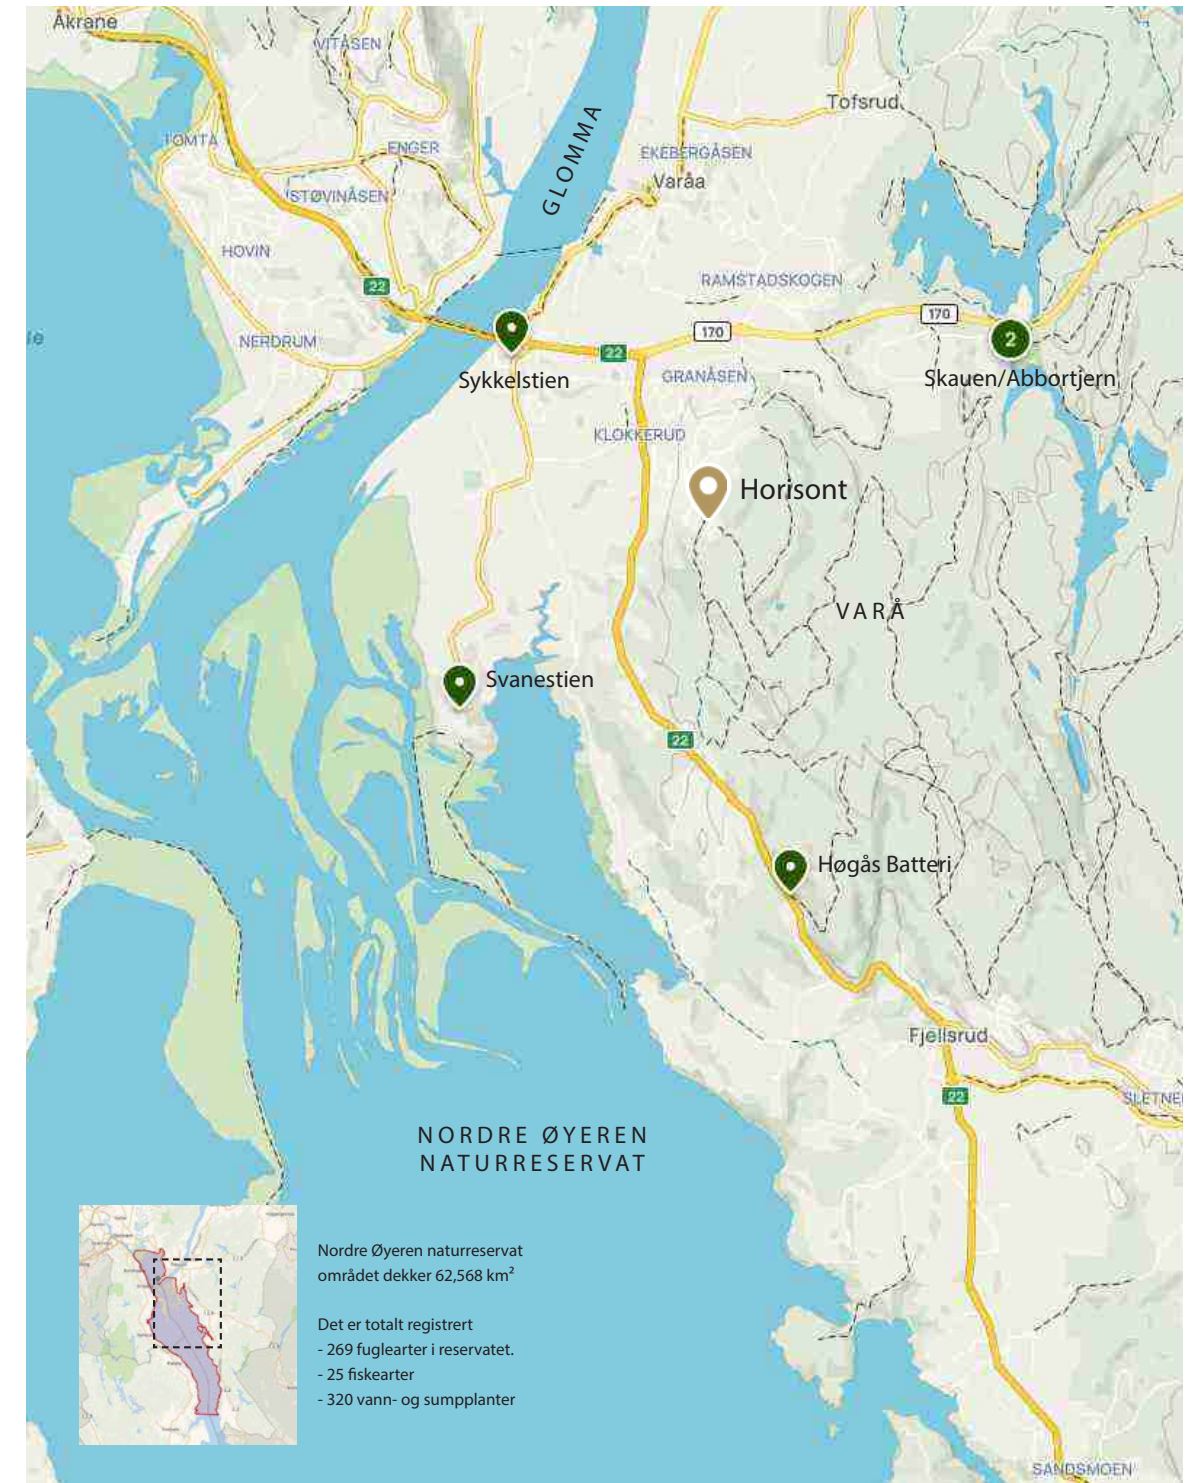 Åkrane
VITÅSEN
GLOMMA
Tofsrud
TOMTA
ENGER
EKEBERGÅSEN
Varåa
STØVINÅSEN
HOVIN
RAMSTADSKOGEN
22
170
170
2
NERDRUM
22
Sykkelstien
GRANÅSEN
Skauen/Abbortjern
KLOKKERUD
Horisont
VARÅ
Svanestien
22
Høgås Batteri
Fjellsrud
22
NORDRE ØYEREN
NATURRESERVAT
Nordre Øyeren naturreservat
området dekker 62,568 km²
Det er totalt registrert
- 269 fuglearter i reservatet.
- 25 fiskearter
- 320 vann- og sumpplanter
SANDSMOEN